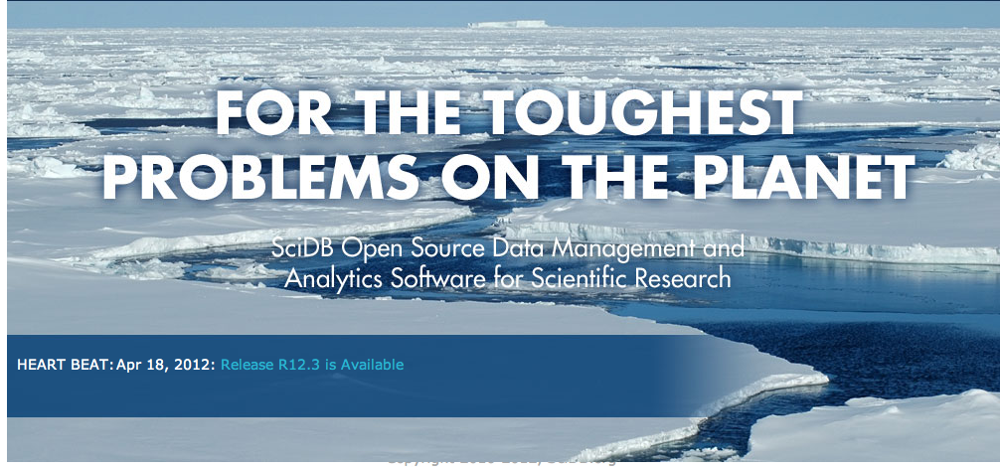 FOR THE TOUGHEST
PROBLEMS ON THE PLANET
SciDB Open Source Data Management and
Analytics Software for Scientific Research
HEART BEAT: Apr 18, 2012: Release R12.3 is Available